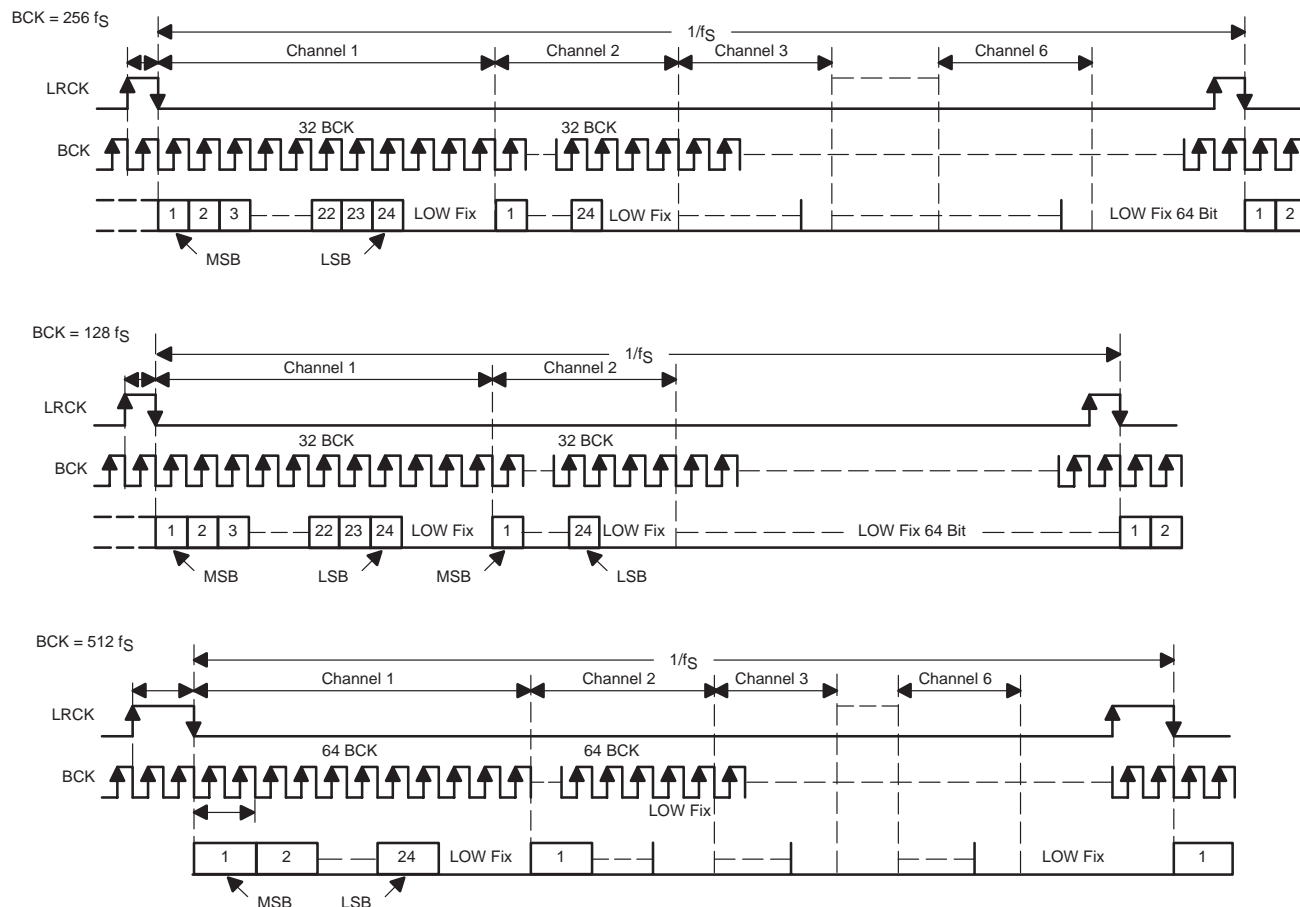 BCK = 256 fS
1/fS
Channel 1 Channel 2 Channel 3 Channel 6
LRCK
32 BCK 32 BCK
BCK
1 2 3 22 23 24 LOW Fix 1 24 LOW Fix LOW Fix 64 Bit 1 2
MSB LSB
BCK = 128 fS
1/fS
Channel 1 Channel 2
LRCK
32 BCK 32 BCK
BCK
1 2 3 22 23 24 LOW Fix 1 24 LOW Fix LOW Fix 64 Bit 1 2
MSB LSB MSB LSB
BCK = 512 fS
1/fS
Channel 1 Channel 2 Channel 3 Channel 6
LRCK
64 BCK 64 BCK
BCK
LOW Fix
1 2 24 LOW Fix 1 LOW Fix 1
MSB LSB